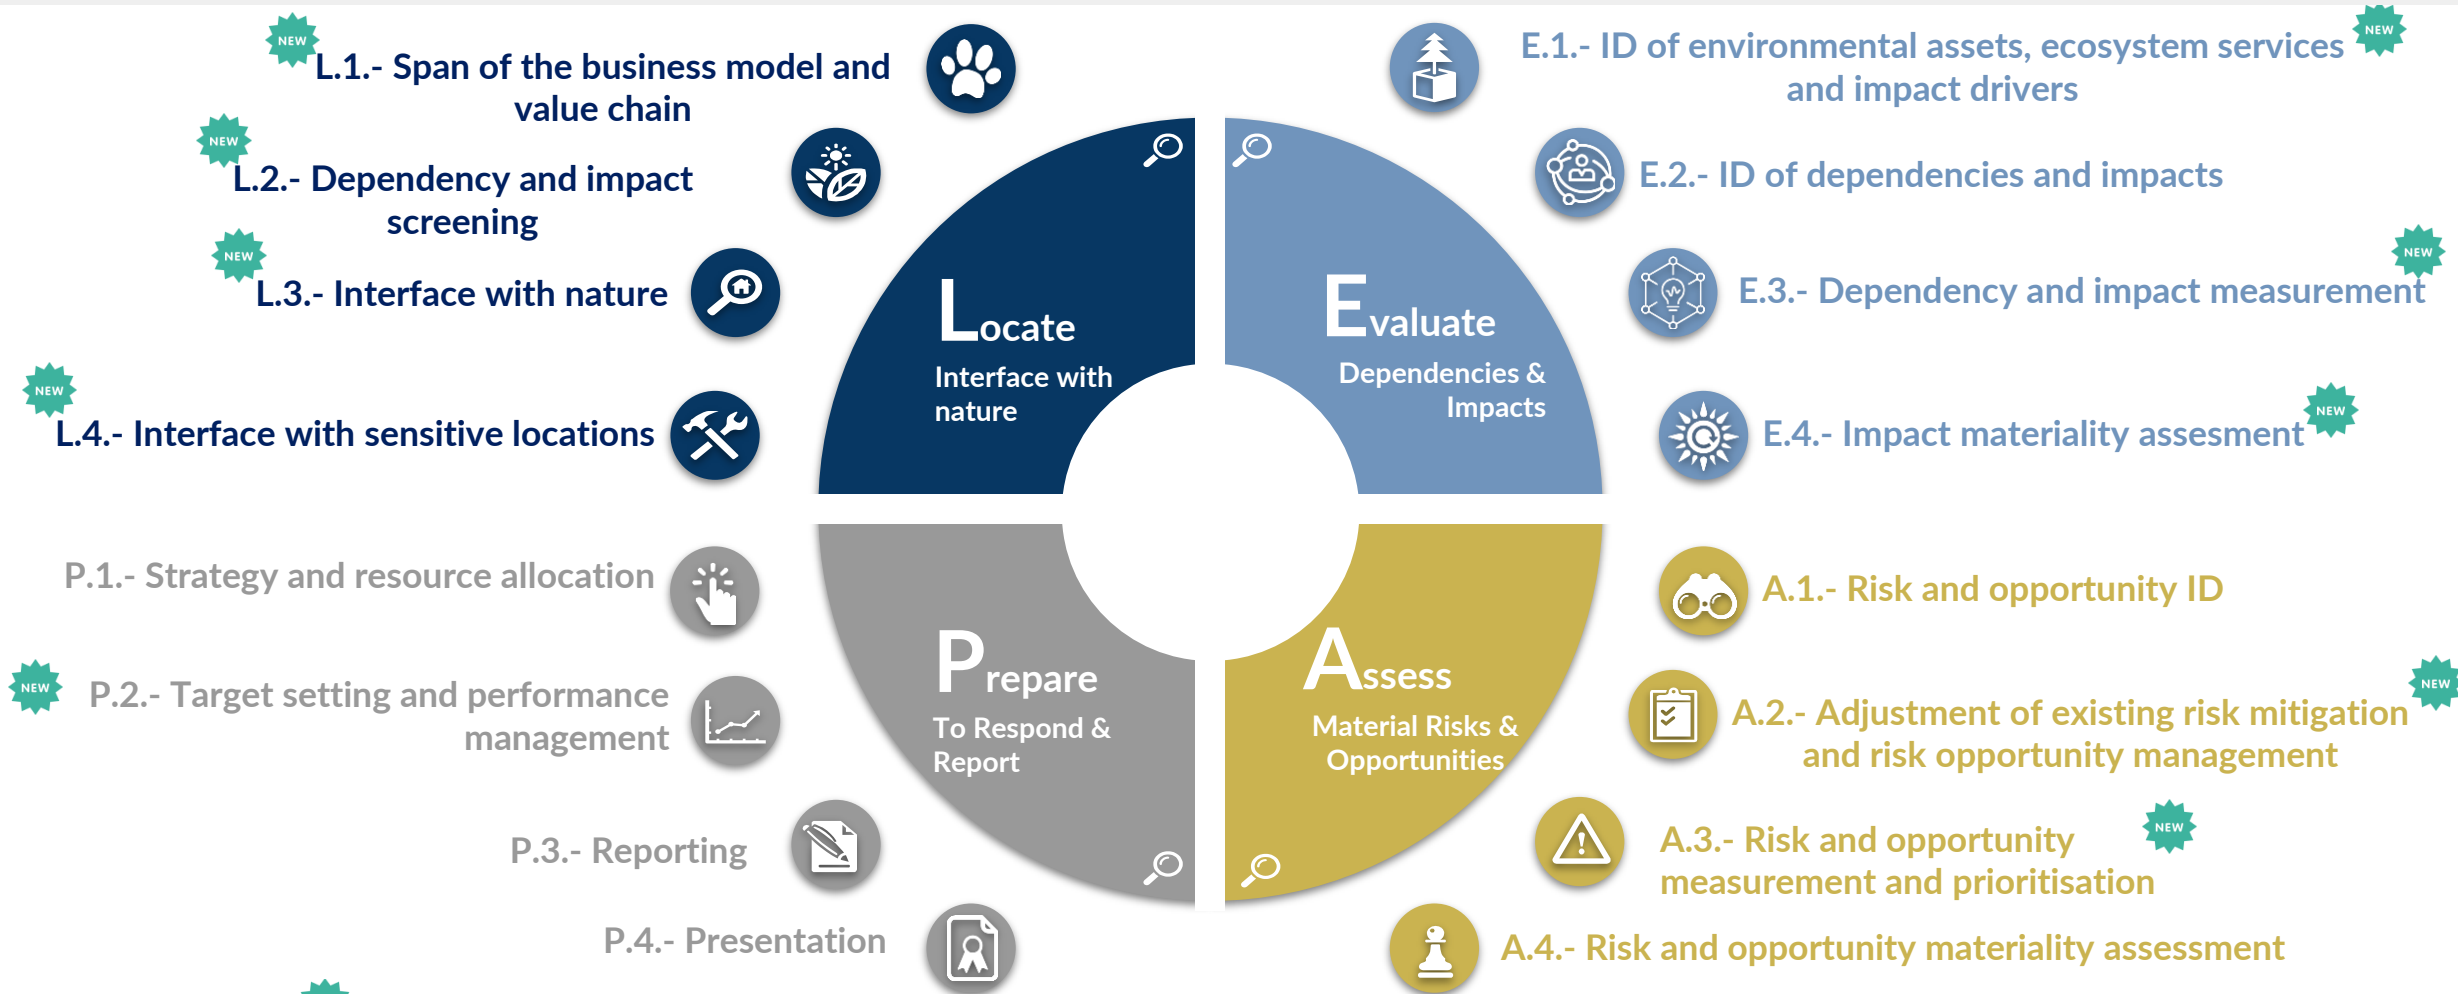 NEW
L.1.- Span of the business model and
value chain
NEW
L.2.- Dependency and impact
screening
NEW
L.3.- Interface with nature
NEW
L.4.- Interface with sensitive locations
Locate
Interface with
nature
NEW
E.1.- ID of environmental assets, ecosystem services
and impact drivers
E.2.- ID of dependencies and impacts
NEW
E.3.- Dependency and impact measurement
NEW
E.4.- Impact materiality assesment
Evaluate
Dependencies &
Impacts
P.1.- Strategy and resource allocation
NEW
P.2.- Target setting and performance
management
P.3.- Reporting
P.4.- Presentation
Prepare
To Respond &
Report
Assess
Material Risks &
Opportunities
A.1.- Risk and opportunity ID
NEW
A.2.- Adjustment of existing risk mitigation
and risk opportunity management
NEW
A.3.- Risk and opportunity
measurement and prioritisation
A.4.- Risk and opportunity materiality assessment